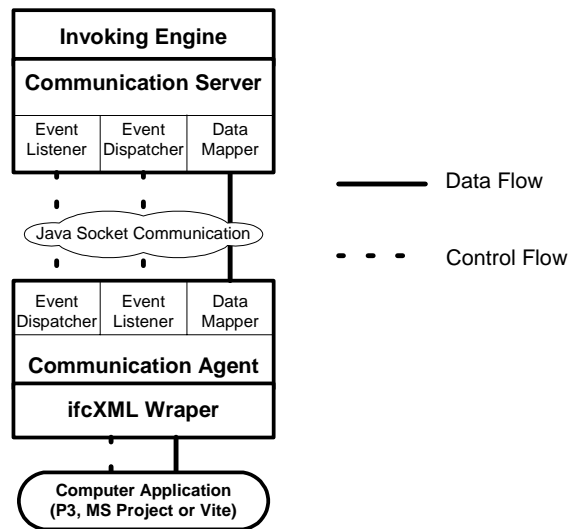 Invoking Engine
Communication Server
Event Listener
Event Dispatcher
Data Mapper
Data Flow
Java Socket Communication
Control Flow
Event Dispatcher
Event Listener
Data Mapper
Communication Agent
ifcXML Wraper
Computer Application
(P3, MS Project or Vite)